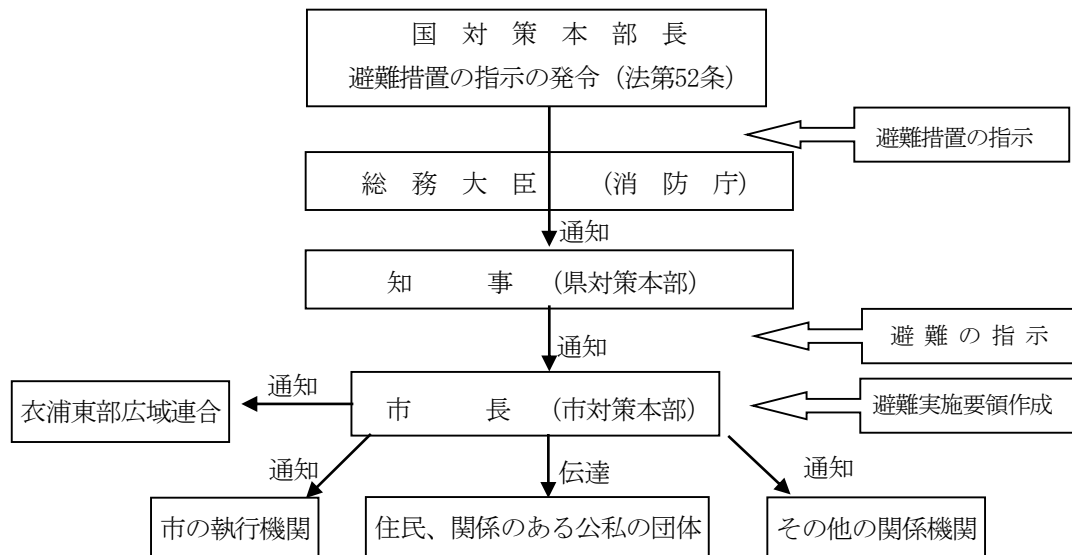 国　対　策　本　部　長
避難措置の指示の発令（法第52条）
避難措置の指示
総　務　大　臣　　（消　防　庁）
通知
知　　　事　（県対策本部）
避　難　の　指　示
通知
通知
衣浦東部広域連合
市　　　長　（市対策本部）
避難実施要領作成
通知
伝達
通知
市の執行機関
住民、関係のある公私の団体
その他の関係機関